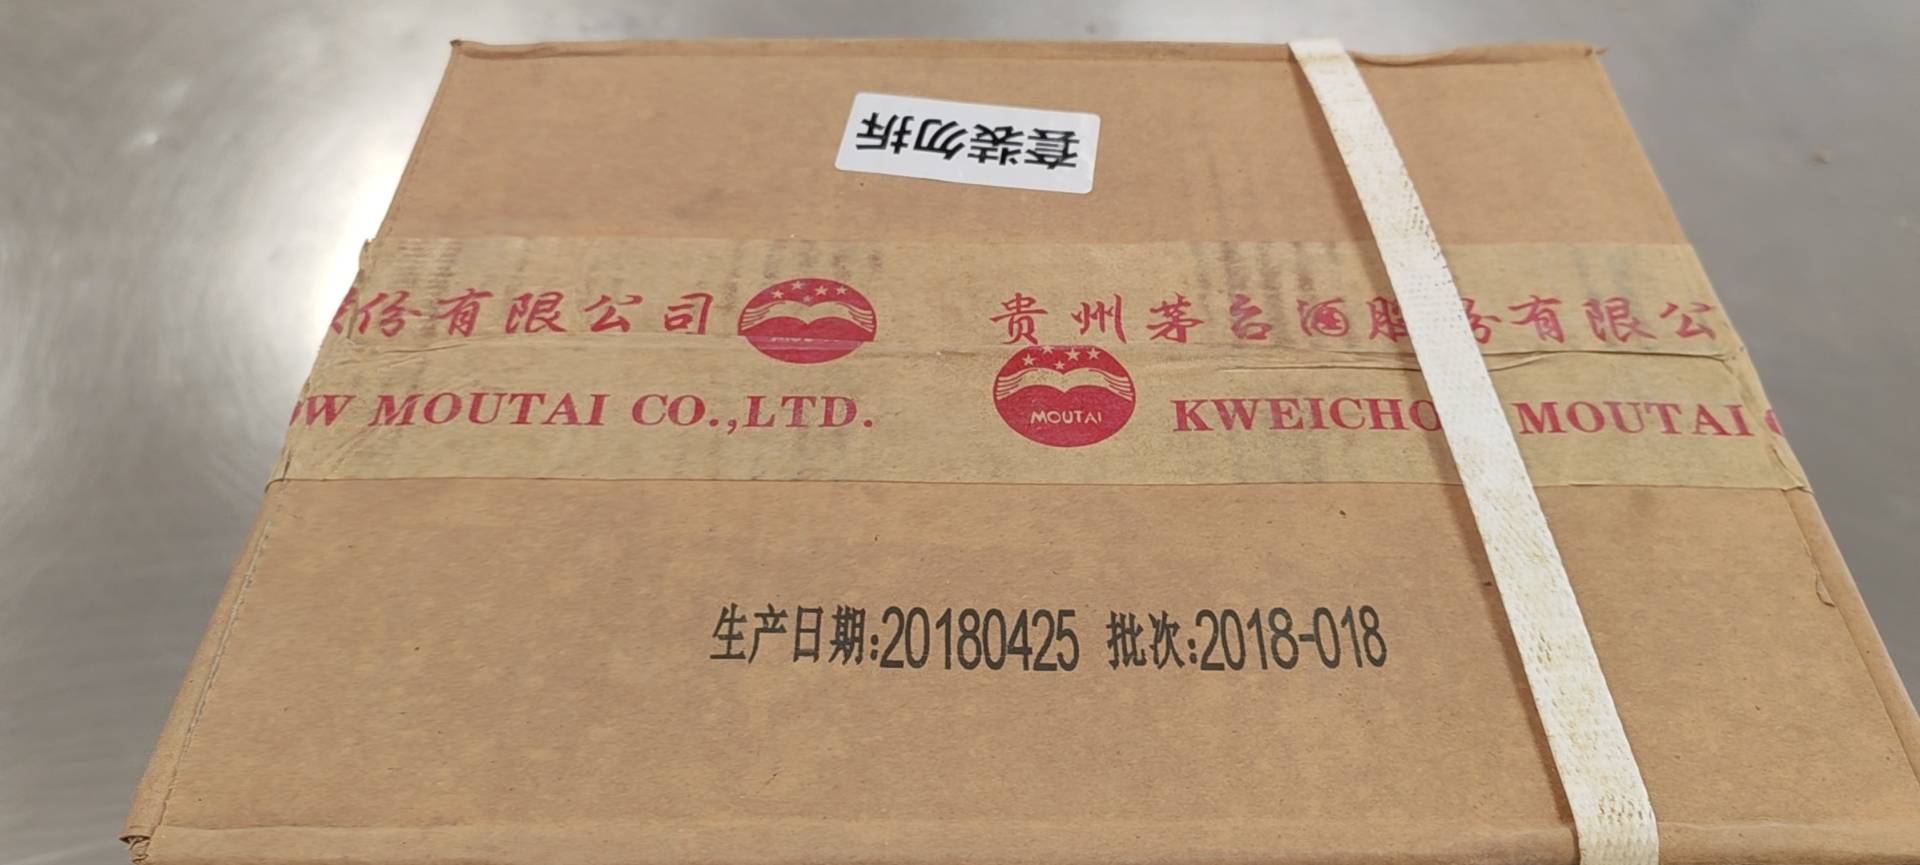 套装勿拆
份有限公司 贵州茅台酒股份有限公
OW MOUTAI CO.,LTD. MOUTAI KWEICHO MOUTAI
生产日期:20180425 批次:2018-018